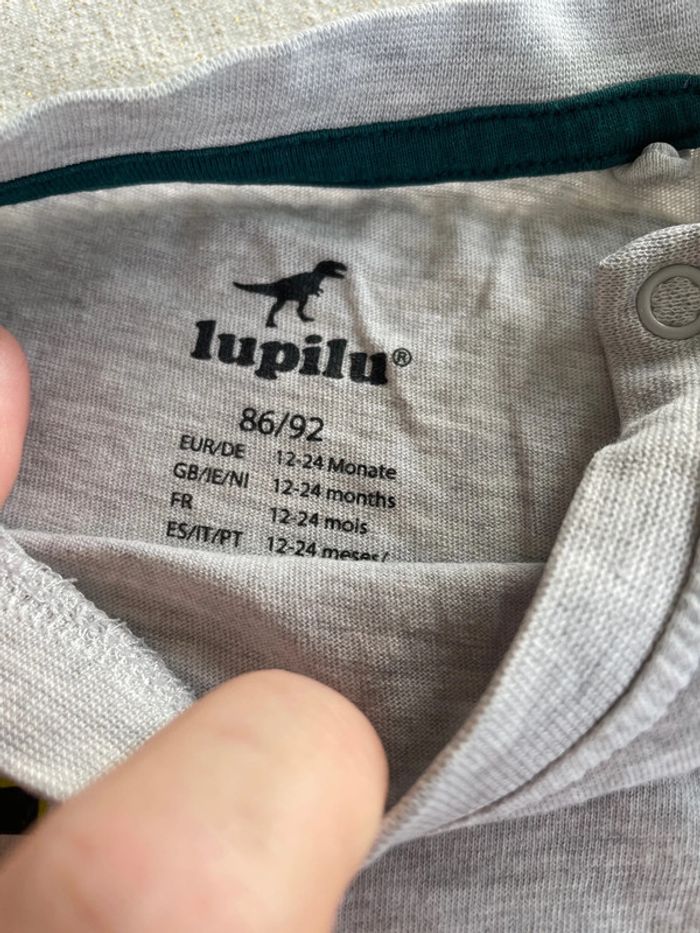 lupilu®
86/92
EUR/DE 12-24 Monate
GB/IE/NI 12-24 months
FR 12-24 mois
ES/IT/PT 12-24 meses/